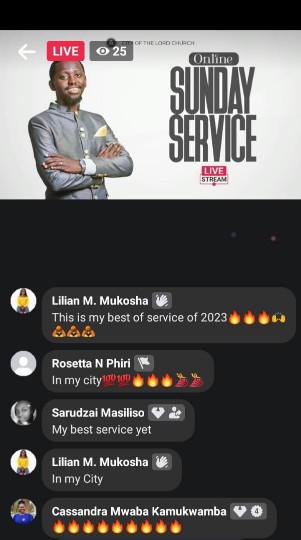 LIVE 25
CITY OF THE LORD CHURCH
Online
SUNDAY
SERVICE
LIVE
STREAM
Lilian M. Mukosha
This is my best of service of 2023🔥🔥🔥🙌
🙏🙏🙏
Rosetta N Phiri
In my city💯💯🔥🔥🔥💃💃
Sarudzai Masiliso
My best service yet
Lilian M. Mukosha
In my City
Cassandra Mwaba Kamukwamba 4
🔥🔥🔥🔥🔥🔥🔥🔥🔥